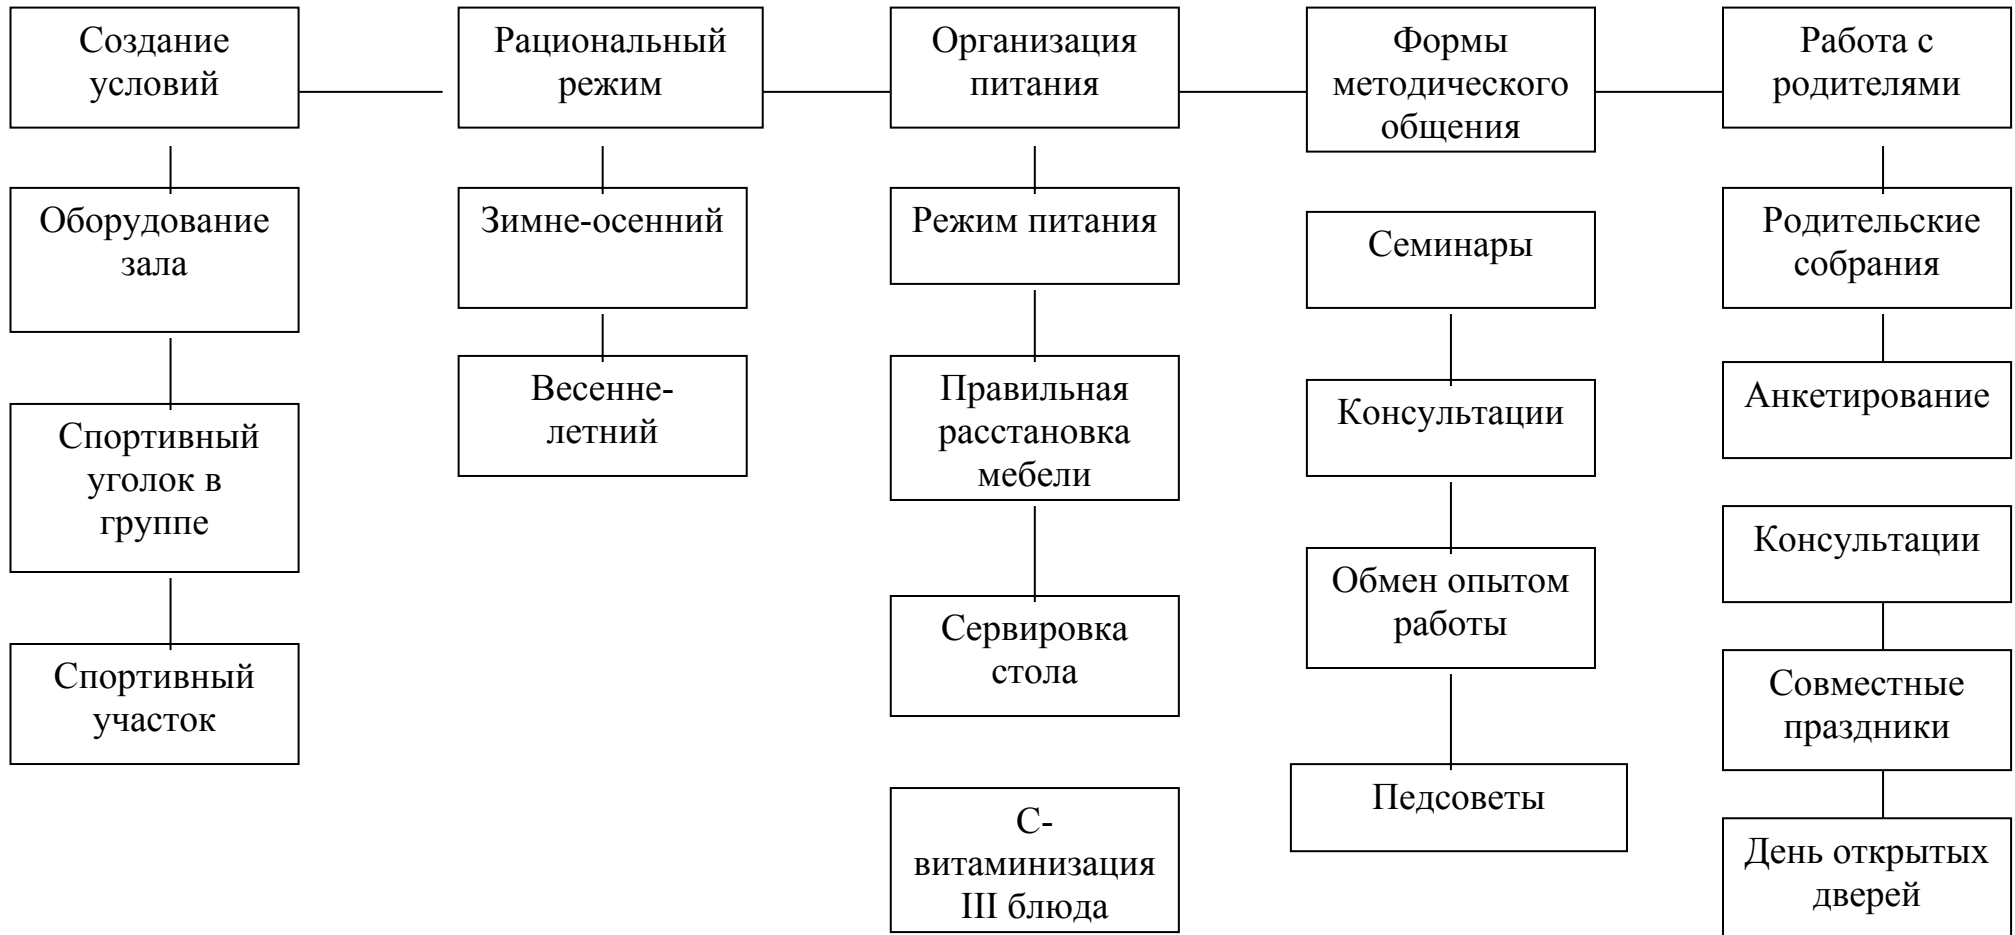 Создание
условий
Рациональный
режим
Организация
питания
Формы
методического
общения
Работа с
родителями
Оборудование
зала
Зимне-осенний
Режим питания
Семинары
Родительские
собрания
Спортивный
уголок в
группе
Весенне-
летний
Правильная
расстановка
мебели
Консультации
Анкетирование
Спортивный
участок
Сервировка
стола
Обмен опытом
работы
Консультации
С-
витаминизация
III блюда
Педсоветы
Совместные
праздники
День открытых
дверей